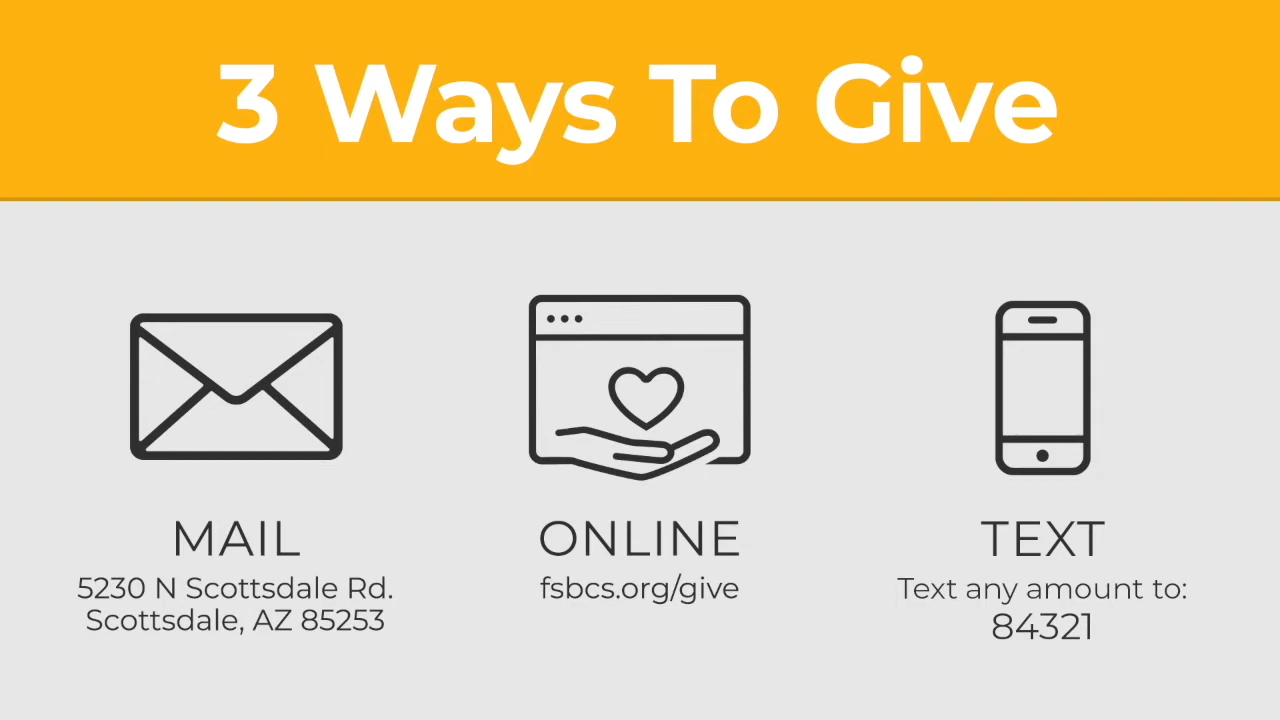 3 Ways To Give
MAIL
5230 N Scottsdale Rd.
Scottsdale, AZ 85253
ONLINE
fsbcs.org/give
TEXT
Text any amount to:
84321